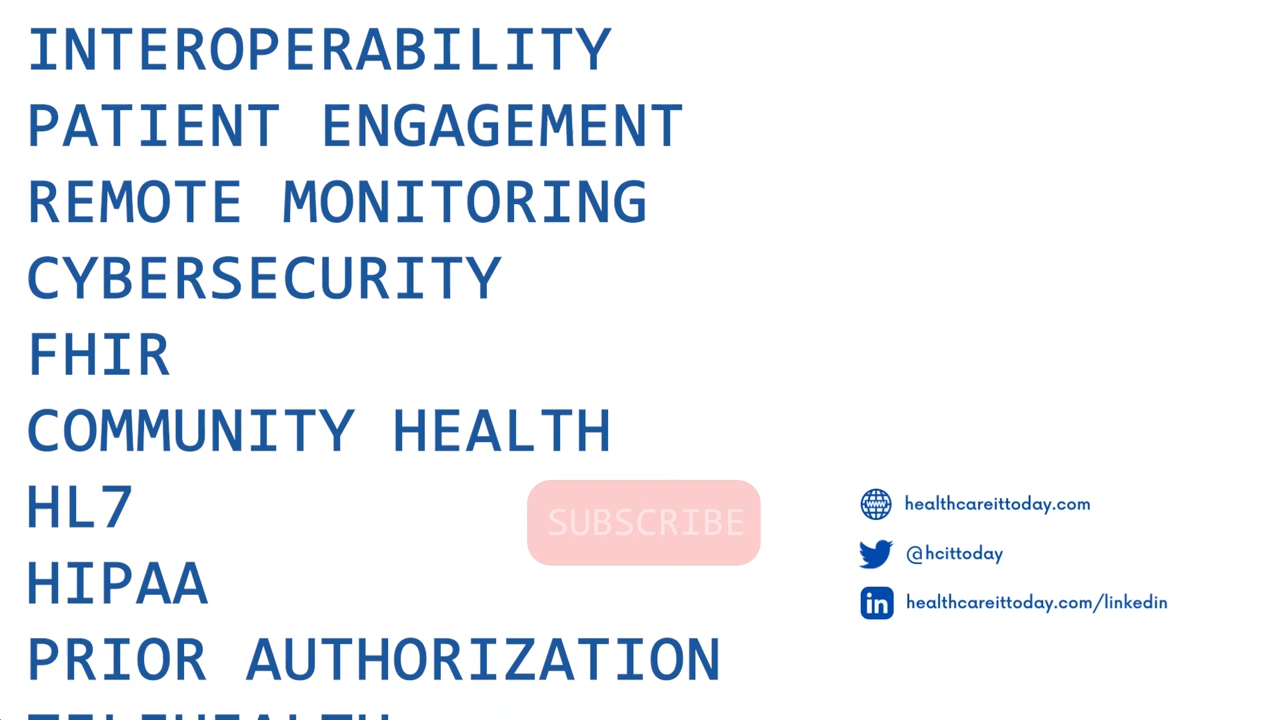 INTEROPERABILITY
PATIENT ENGAGEMENT
REMOTE MONITORING
CYBERSECURITY
FHIR
COMMUNITY HEALTH
HL7
SUBSCRIBE
healthcareittoday.com
@hcittoday
HIPAA
healthcareittoday.com/linkedin
PRIOR AUTHORIZATION
TELEHEALTH